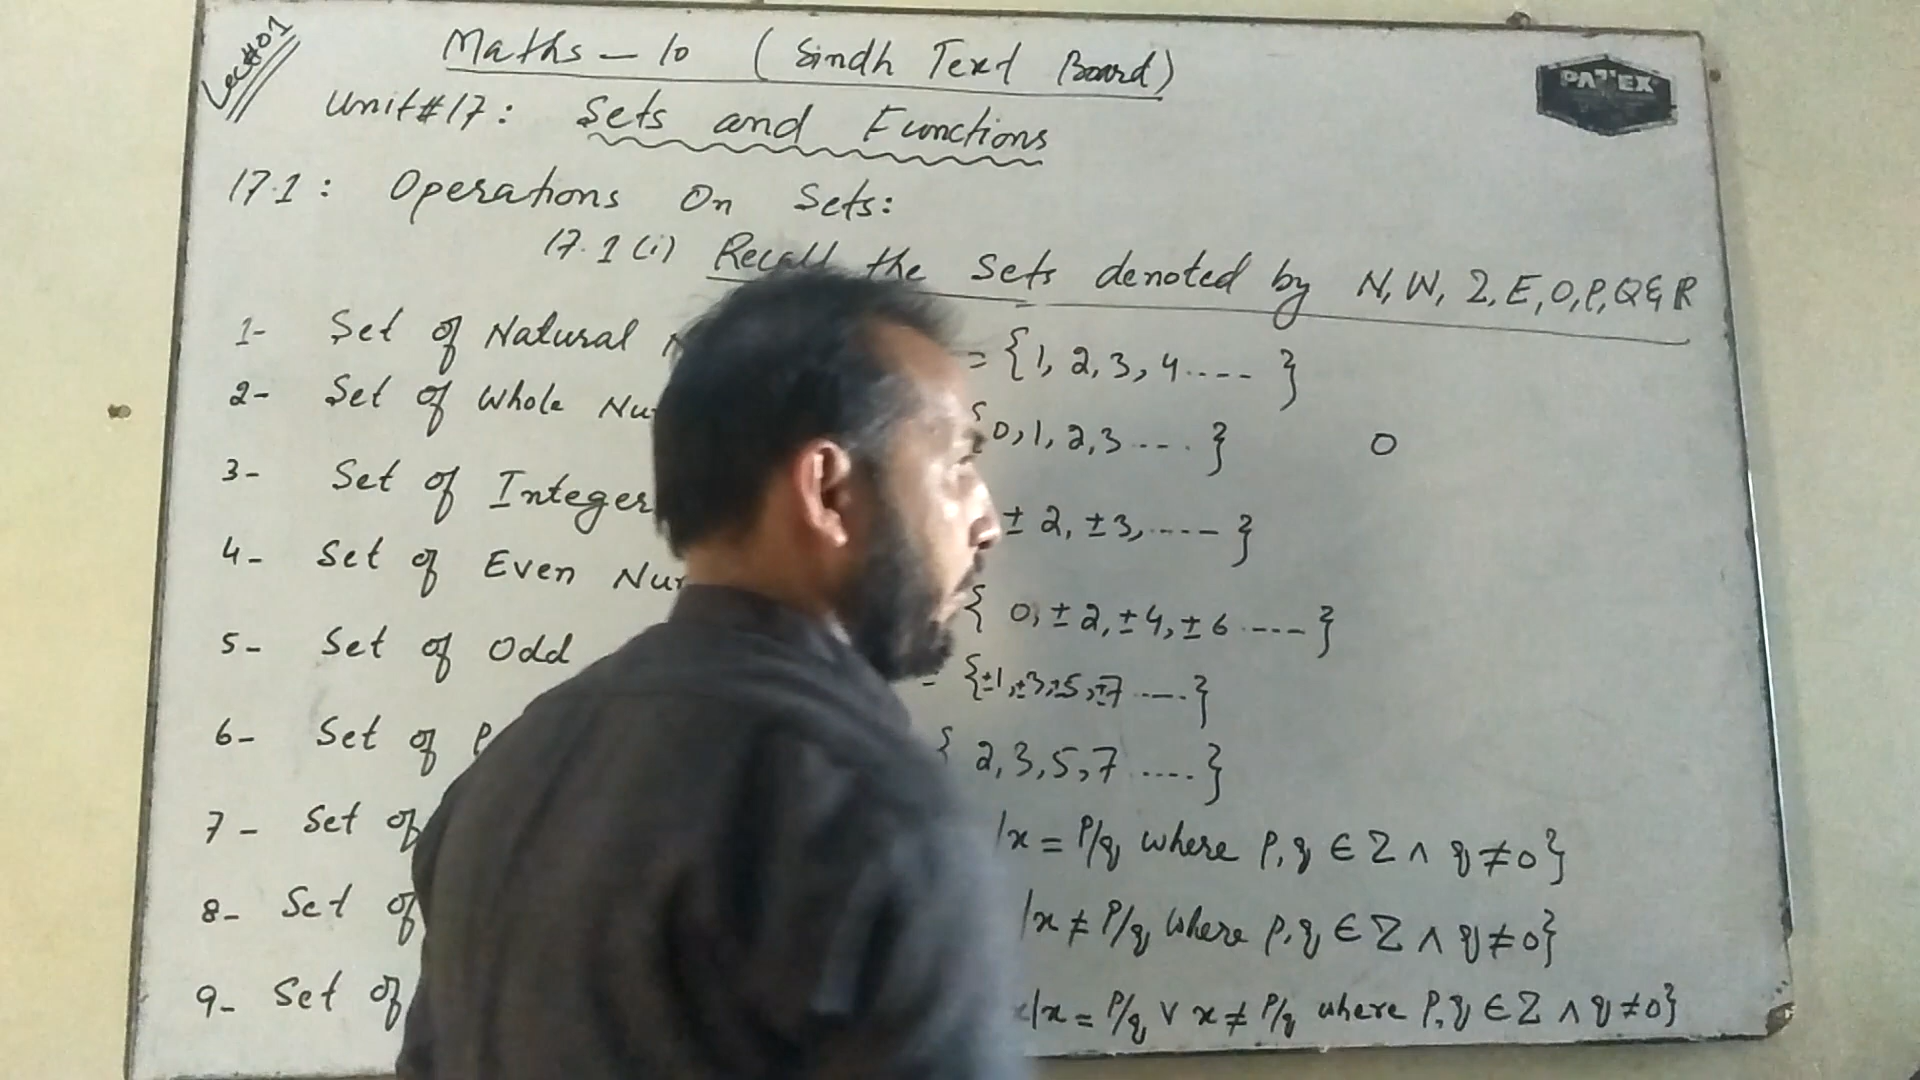 Lec#01
Maths - 10 (Sindh Text Board)
PA EX
Unit#17: Sets and Functions
17.1: Operations On Sets:
17.1(i) Recall the Sets denoted by N, W, Z, E, O, P, Q & R
1- Set of Natural = {1, 2, 3, 4 .... }
2- Set of Whole {0, 1, 2, 3 .... } 0
3- Set of Integer ± 2, ±3, .... }
4- Set of Even { 0, ± 2, ±4, ±6 .... }
5- Set of Odd = {±1, ±3, ±5, ±7 .... }
6- Set of P { 2, 3, 5, 7 .... }
7- Set of /x = P/q where P, q ∈ Z ∧ q ≠ 0}
8- Set of /x ≠ P/q where P, q ∈ Z ∧ q ≠ 0}
9- Set of x/x = P/q ∨ x ≠ P/q where P, q ∈ Z ∧ q ≠ 0}